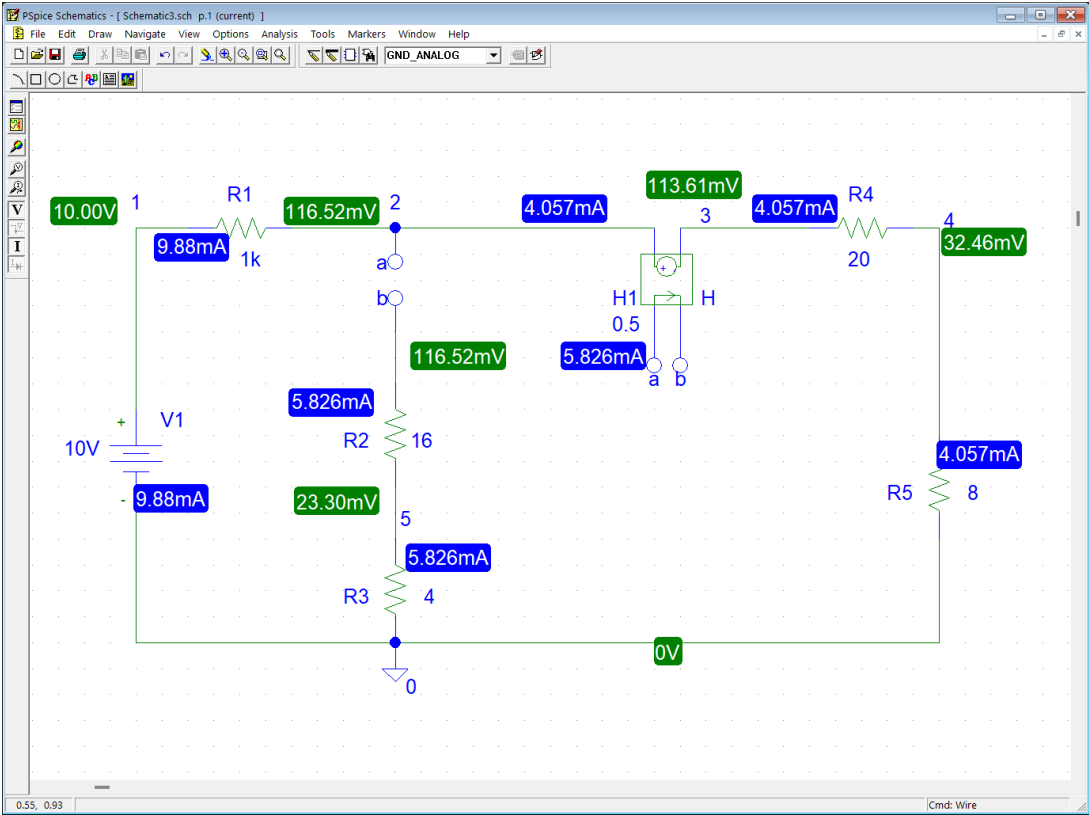 PSpice Schematics - [ Schematic3.sch p.1 (current) ]
File Edit Draw Navigate View Options Analysis Tools Markers Window Help
GND_ANALOG
V
I
10.00V
1
R1
9.88mA
1k
116.52mV
2
a
b
4.057mA
113.61mV
3
4.057mA
R4
20
4
32.46mV
H1
H
0.5
5.826mA
a b
116.52mV
5.826mA
R2
16
+
V1
10V
-
9.88mA
23.30mV
5
5.826mA
R3
4
4.057mA
R5
8
0V
0
0.55, 0.93
Cmd: Wire